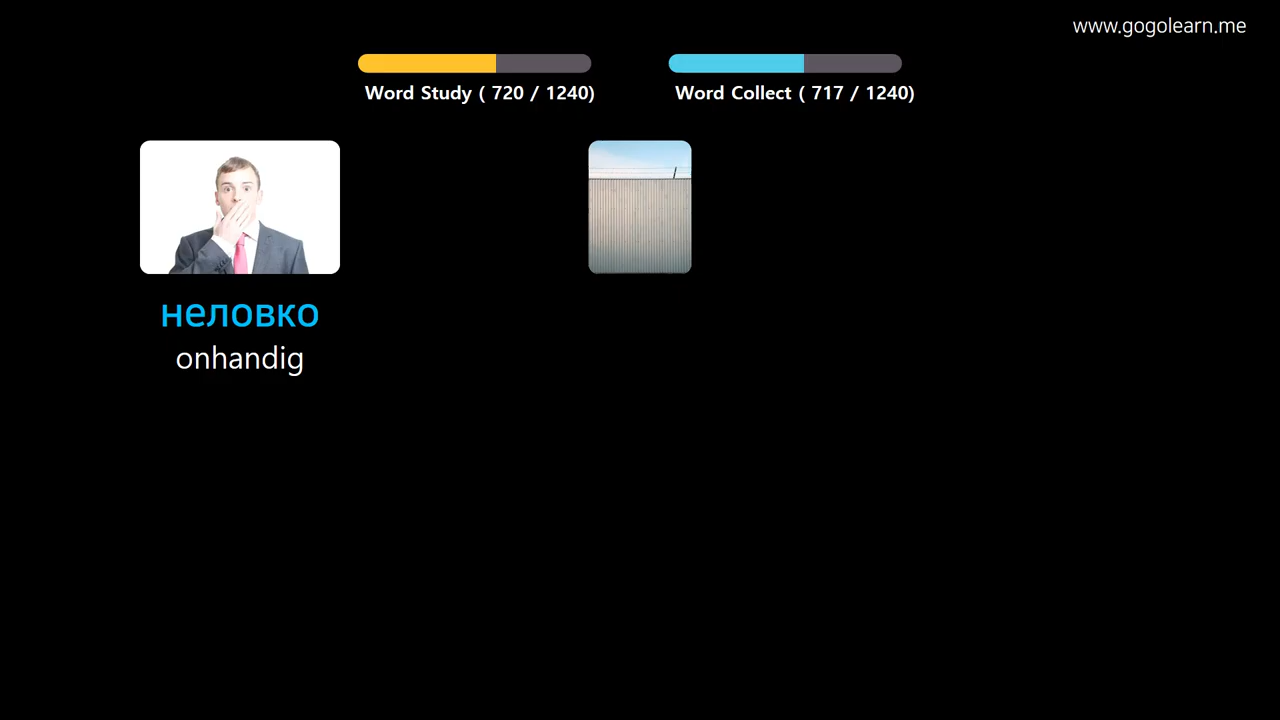 www.gogolearn.me
Word Study ( 720 / 1240)
Word Collect ( 717 / 1240)
неловко
onhandig